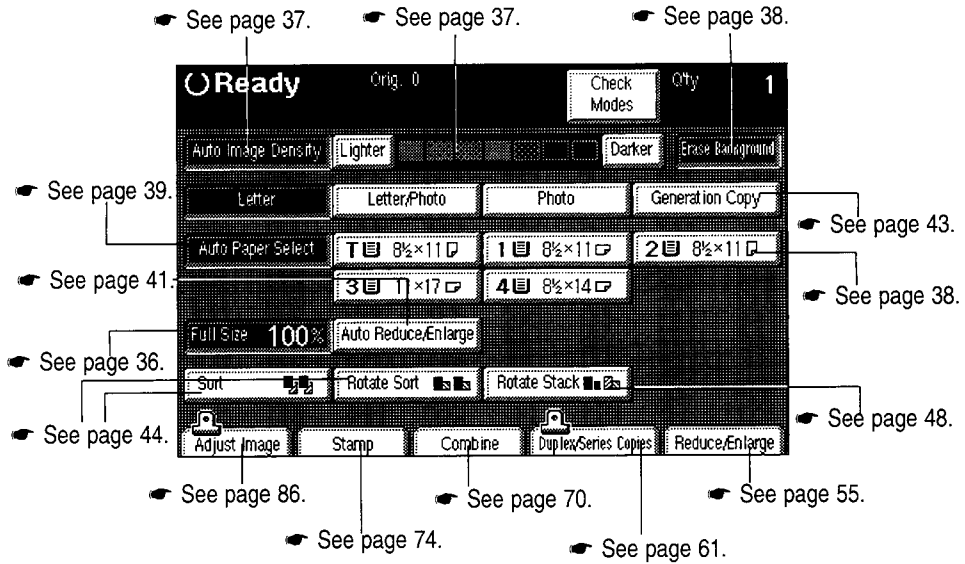 ☛ See page 37. ☛ See page 37. ☛ See page 38.
Ready Orig. 0 Check Modes Q'ty 1
Auto Image Density Lighter Darker Erase Background
☛ See page 39.
Letter Letter/Photo Photo Generation Copy
☛ See page 43.
Auto Paper Select T 8½×11 1 8½×11 2 8½×11
☛ See page 41.
3 11×17 4 8½×14
☛ See page 38.
Full Size 100% Auto Reduce/Enlarge
☛ See page 36.
Sort Rotate Sort Rotate Stack
☛ See page 48.
☛ See page 44.
Adjust Image Stamp Combine Duplex/Series Copies Reduce/Enlarge
☛ See page 86. ☛ See page 70. ☛ See page 55.
☛ See page 74. ☛ See page 61.